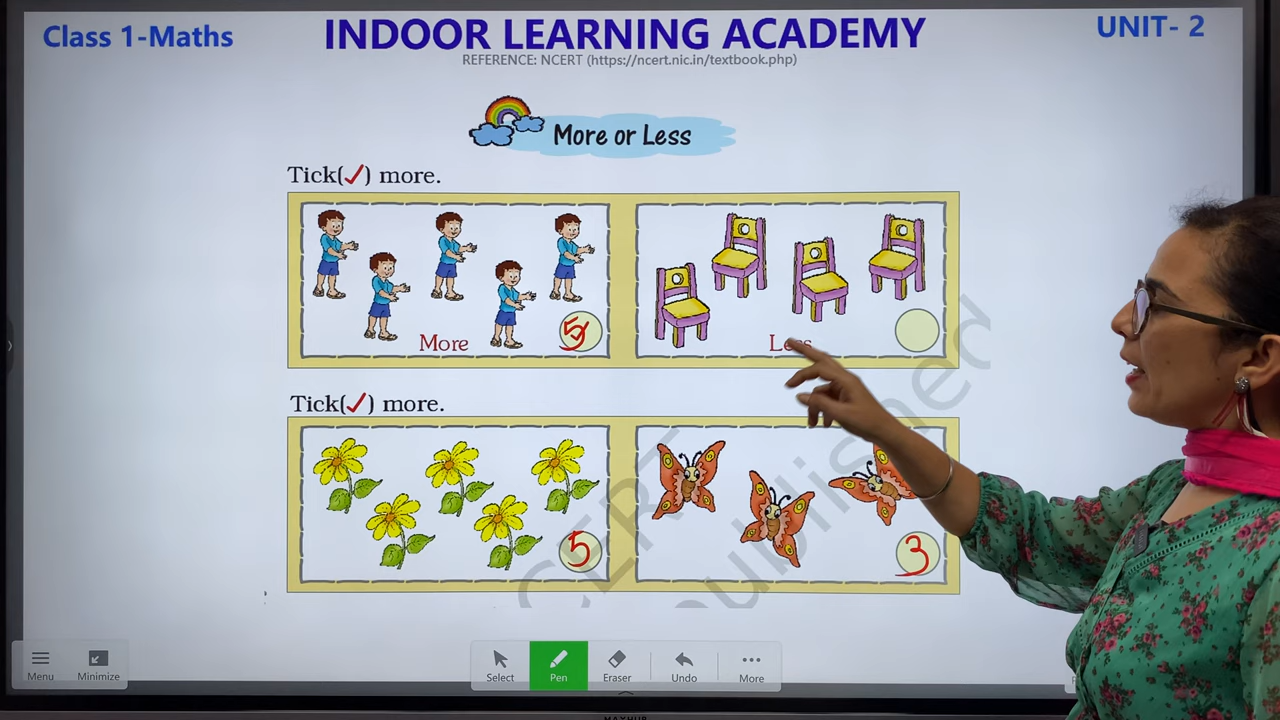 Class 1-Maths
INDOOR LEARNING ACADEMY
UNIT- 2
REFERENCE: NCERT (https://ncert.nic.in/textbook.php)
More or Less
Tick(✓) more.
More
5
Less
Tick(✓) more.
5
3
Menu
Minimize
Select
Pen
Eraser
Undo
More